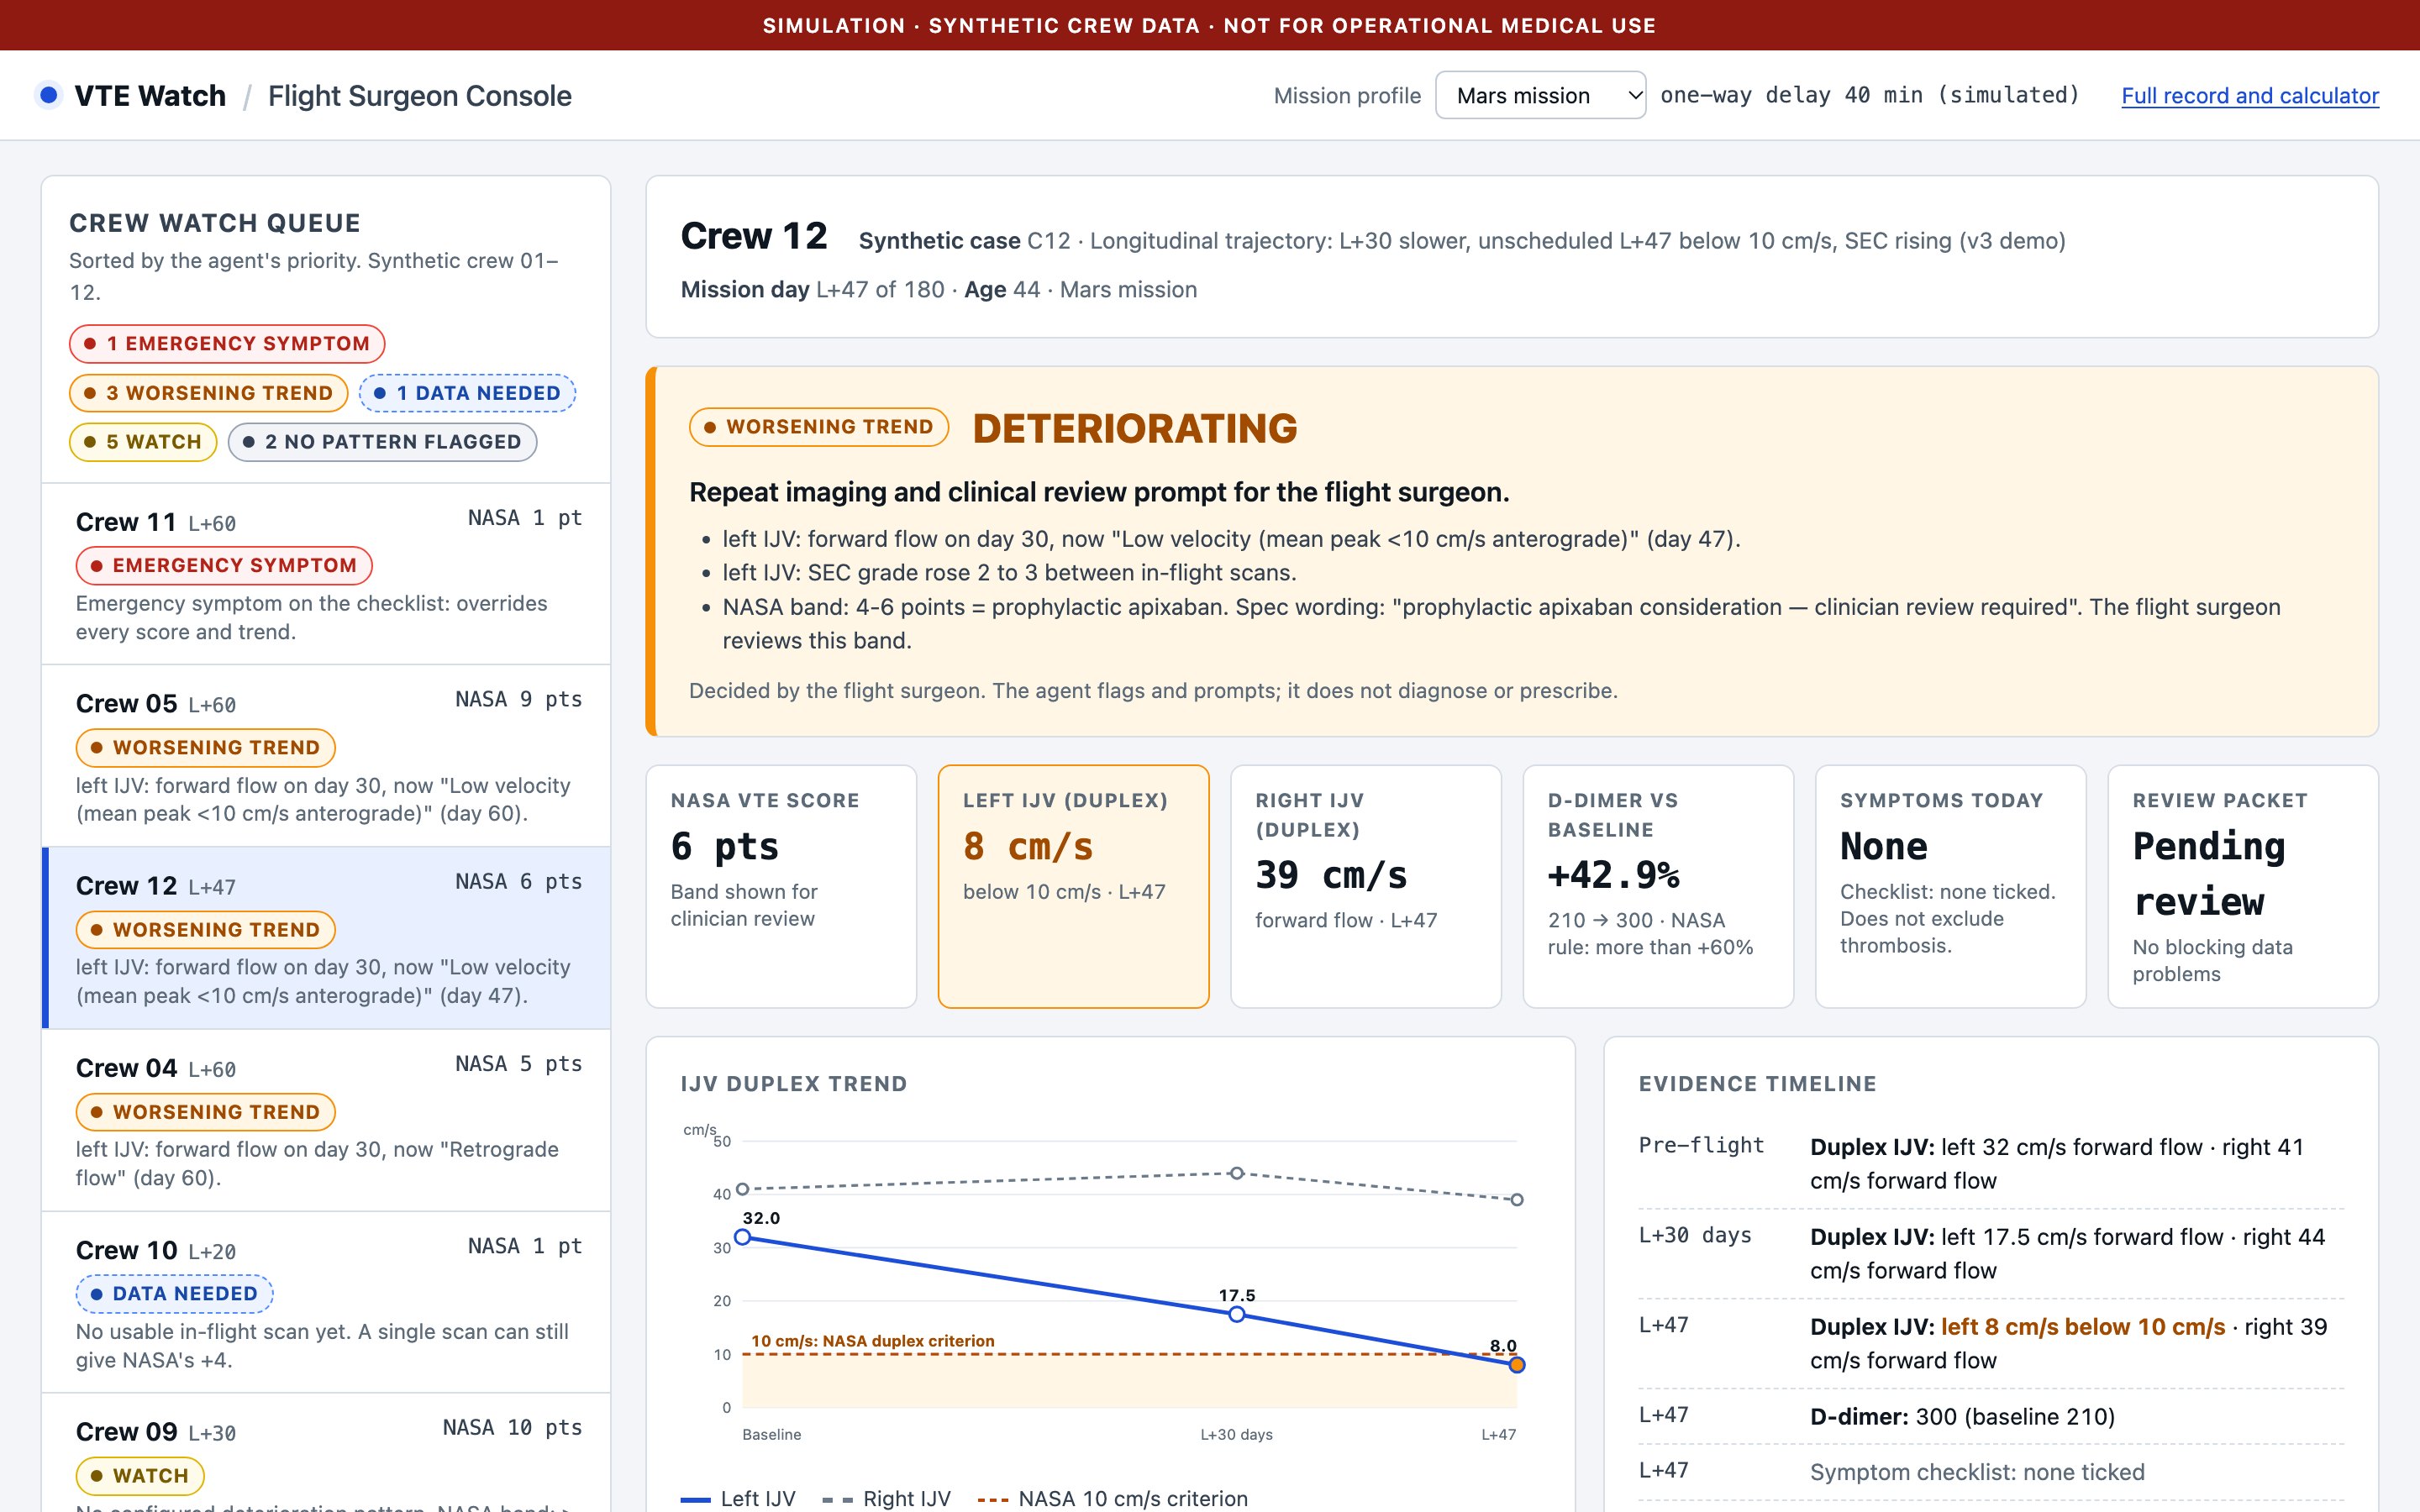 SIMULATION · SYNTHETIC CREW DATA · NOT FOR OPERATIONAL MEDICAL USE
VTE Watch / Flight Surgeon Console
Mission profile Mars mission one-way delay 40 min (simulated) Full record and calculator
CREW WATCH QUEUE
Sorted by the agent's priority. Synthetic crew 01–
12.
1 EMERGENCY SYMPTOM
3 WORSENING TREND 1 DATA NEEDED
5 WATCH 2 NO PATTERN FLAGGED
Crew 11 L+60 NASA 1 pt
EMERGENCY SYMPTOM
Emergency symptom on the checklist: overrides
every score and trend.
Crew 05 L+60 NASA 9 pts
WORSENING TREND
left IJV: forward flow on day 30, now "Low velocity
(mean peak <10 cm/s anterograde)" (day 60).
Crew 12 L+47 NASA 6 pts
WORSENING TREND
left IJV: forward flow on day 30, now "Low velocity
(mean peak <10 cm/s anterograde)" (day 47).
Crew 04 L+60 NASA 5 pts
WORSENING TREND
left IJV: forward flow on day 30, now "Retrograde
flow" (day 60).
Crew 10 L+20 NASA 1 pt
DATA NEEDED
No usable in-flight scan yet. A single scan can still
give NASA's +4.
Crew 09 L+30 NASA 10 pts
WATCH
Crew 12 Synthetic case C12 · Longitudinal trajectory: L+30 slower, unscheduled L+47 below 10 cm/s, SEC rising (v3 demo)
Mission day L+47 of 180 · Age 44 · Mars mission
WORSENING TREND DETERIORATING
Repeat imaging and clinical review prompt for the flight surgeon.
• left IJV: forward flow on day 30, now "Low velocity (mean peak <10 cm/s anterograde)" (day 47).
• left IJV: SEC grade rose 2 to 3 between in-flight scans.
• NASA band: 4-6 points = prophylactic apixaban. Spec wording: "prophylactic apixaban consideration — clinician review required". The flight surgeon
reviews this band.
Decided by the flight surgeon. The agent flags and prompts; it does not diagnose or prescribe.
NASA VTE SCORE
6 pts
Band shown for
clinician review
LEFT IJV (DUPLEX)
8 cm/s
below 10 cm/s · L+47
RIGHT IJV
(DUPLEX)
39 cm/s
forward flow · L+47
D-DIMER VS
BASELINE
+42.9%
210 → 300 · NASA
rule: more than +60%
SYMPTOMS TODAY
None
Checklist: none ticked.
Does not exclude
thrombosis.
REVIEW PACKET
Pending
review
No blocking data
problems
IJV DUPLEX TREND
cm/s
50
40
32.0
30
20
17.5
10 cm/s: NASA duplex criterion
8.0
10
0
Baseline L+30 days L+47
Left IJV Right IJV NASA 10 cm/s criterion
EVIDENCE TIMELINE
Pre-flight Duplex IJV: left 32 cm/s forward flow · right 41
cm/s forward flow
L+30 days Duplex IJV: left 17.5 cm/s forward flow · right 44
cm/s forward flow
L+47 Duplex IJV: left 8 cm/s below 10 cm/s · right 39
cm/s forward flow
L+47 D-dimer: 300 (baseline 210)
L+47 Symptom checklist: none ticked